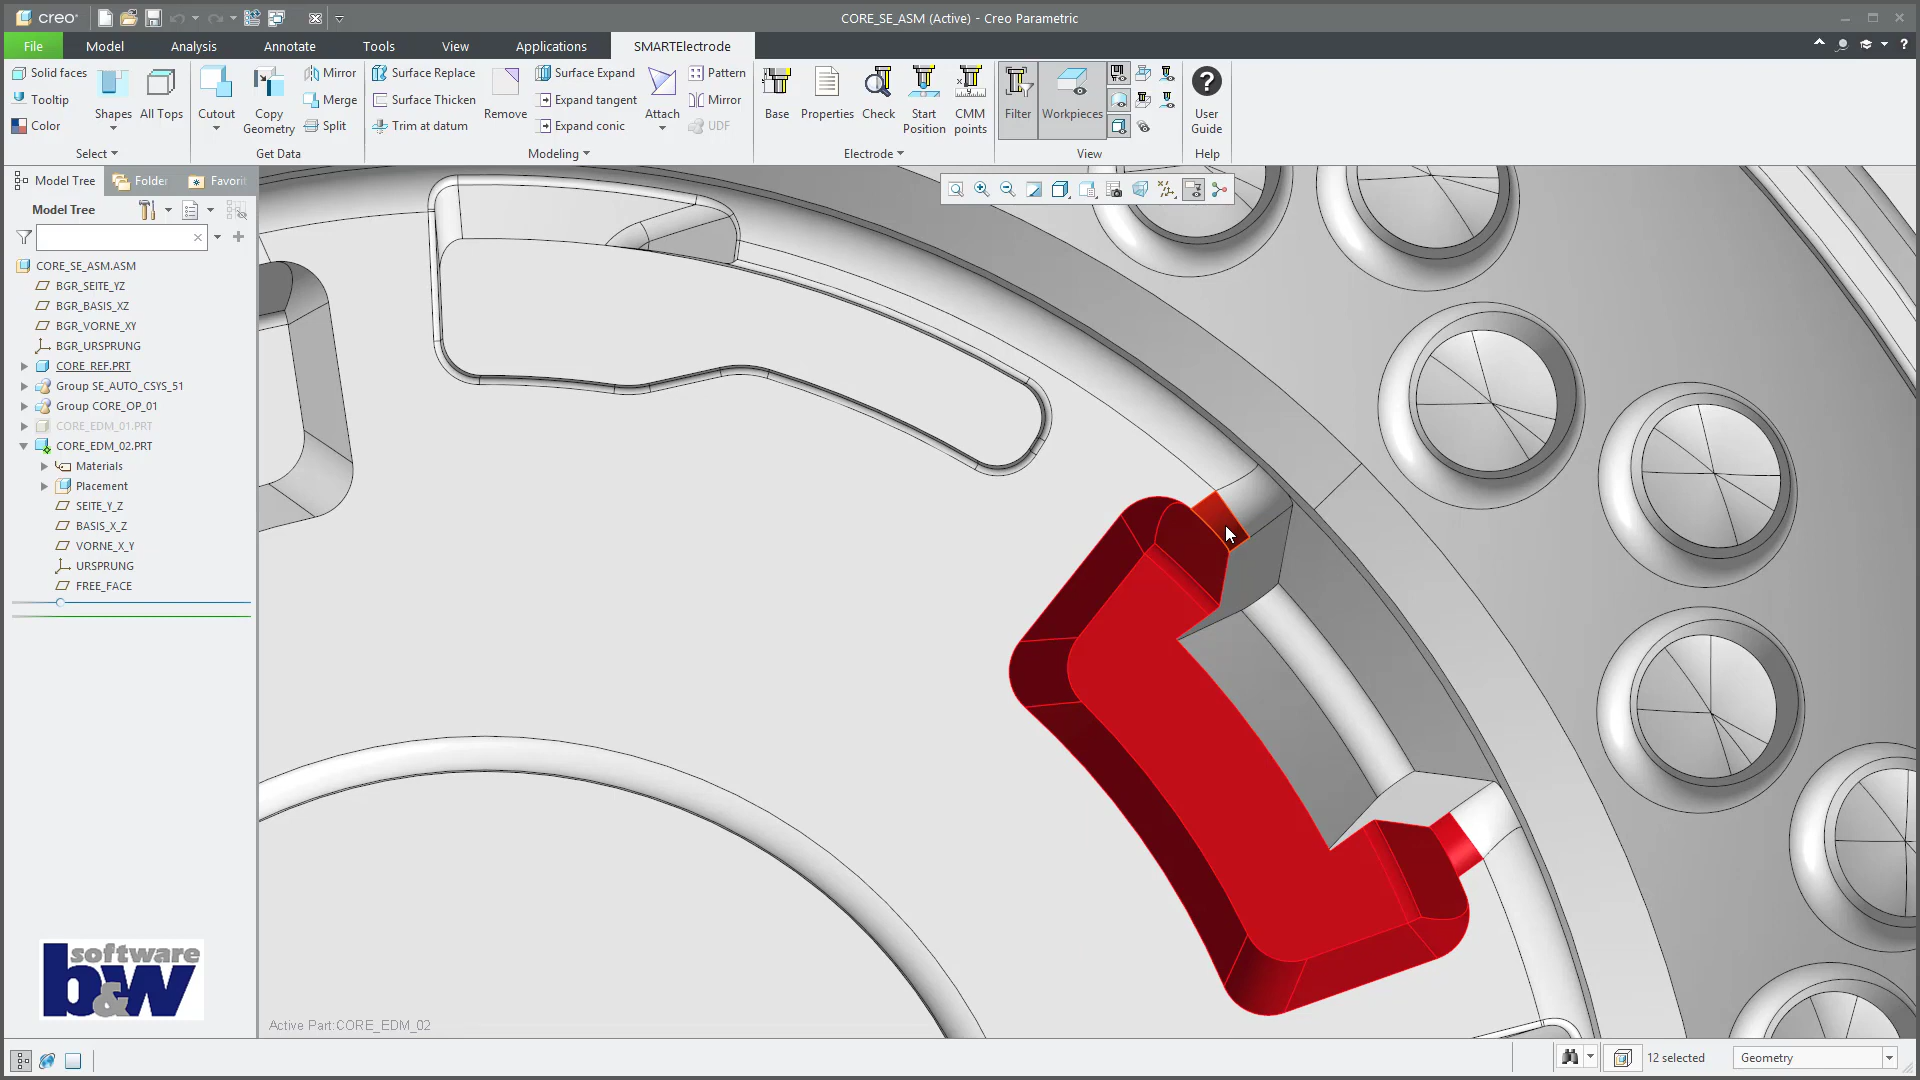 creo
CORE_SE_ASM (Active) - Creo Parametric
File
Model
Analysis
Annotate
Tools
View
Applications
SMARTElectrode
Solid faces
Tooltip
Color
Shapes
All Tops
Select
Cutout
Copy Geometry
Mirror
Merge
Split
Get Data
Surface Replace
Surface Thicken
Trim at datum
Remove
Surface Expand
Expand tangent
Expand conic
Attach
Pattern
Mirror
UDF
Modeling
Base
Properties
Check
Start Position
CMM points
Electrode
Filter
Workpieces
View
User Guide
Help
Model Tree
Folder
Favorit
Model Tree
CORE_SE_ASM.ASM
BGR_SEITE_YZ
BGR_BASIS_XZ
BGR_VORNE_XY
BGR_URSPRUNG
CORE_REF.PRT
Group SE_AUTO_CSYS_51
Group CORE_OP_01
CORE_EDM_01.PRT
CORE_EDM_02.PRT
Materials
Placement
SEITE_Y_Z
BASIS_X_Z
VORNE_X_Y
URSPRUNG
FREE_FACE
software
b&w
Active Part:CORE_EDM_02
12 selected
Geometry